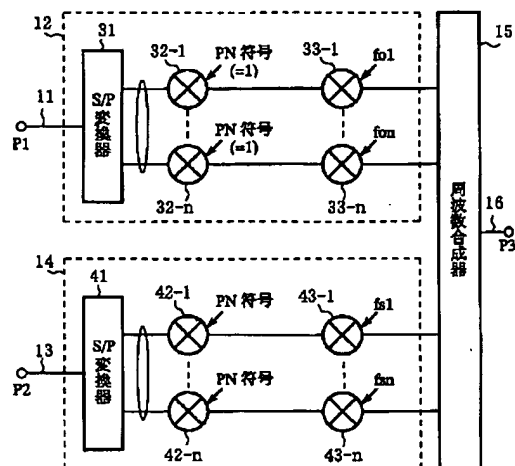 12
31
32-1
PN 符号
(=1)
33-1
fo1
15
11
S/P
変換器
P1
PN 符号
(=1)
fon
32-n
33-n
周波数合成器
16
P3
14
41
42-1
PN 符号
43-1
fs1
13
S/P
変換器
P2
PN 符号
fsn
42-n
43-n